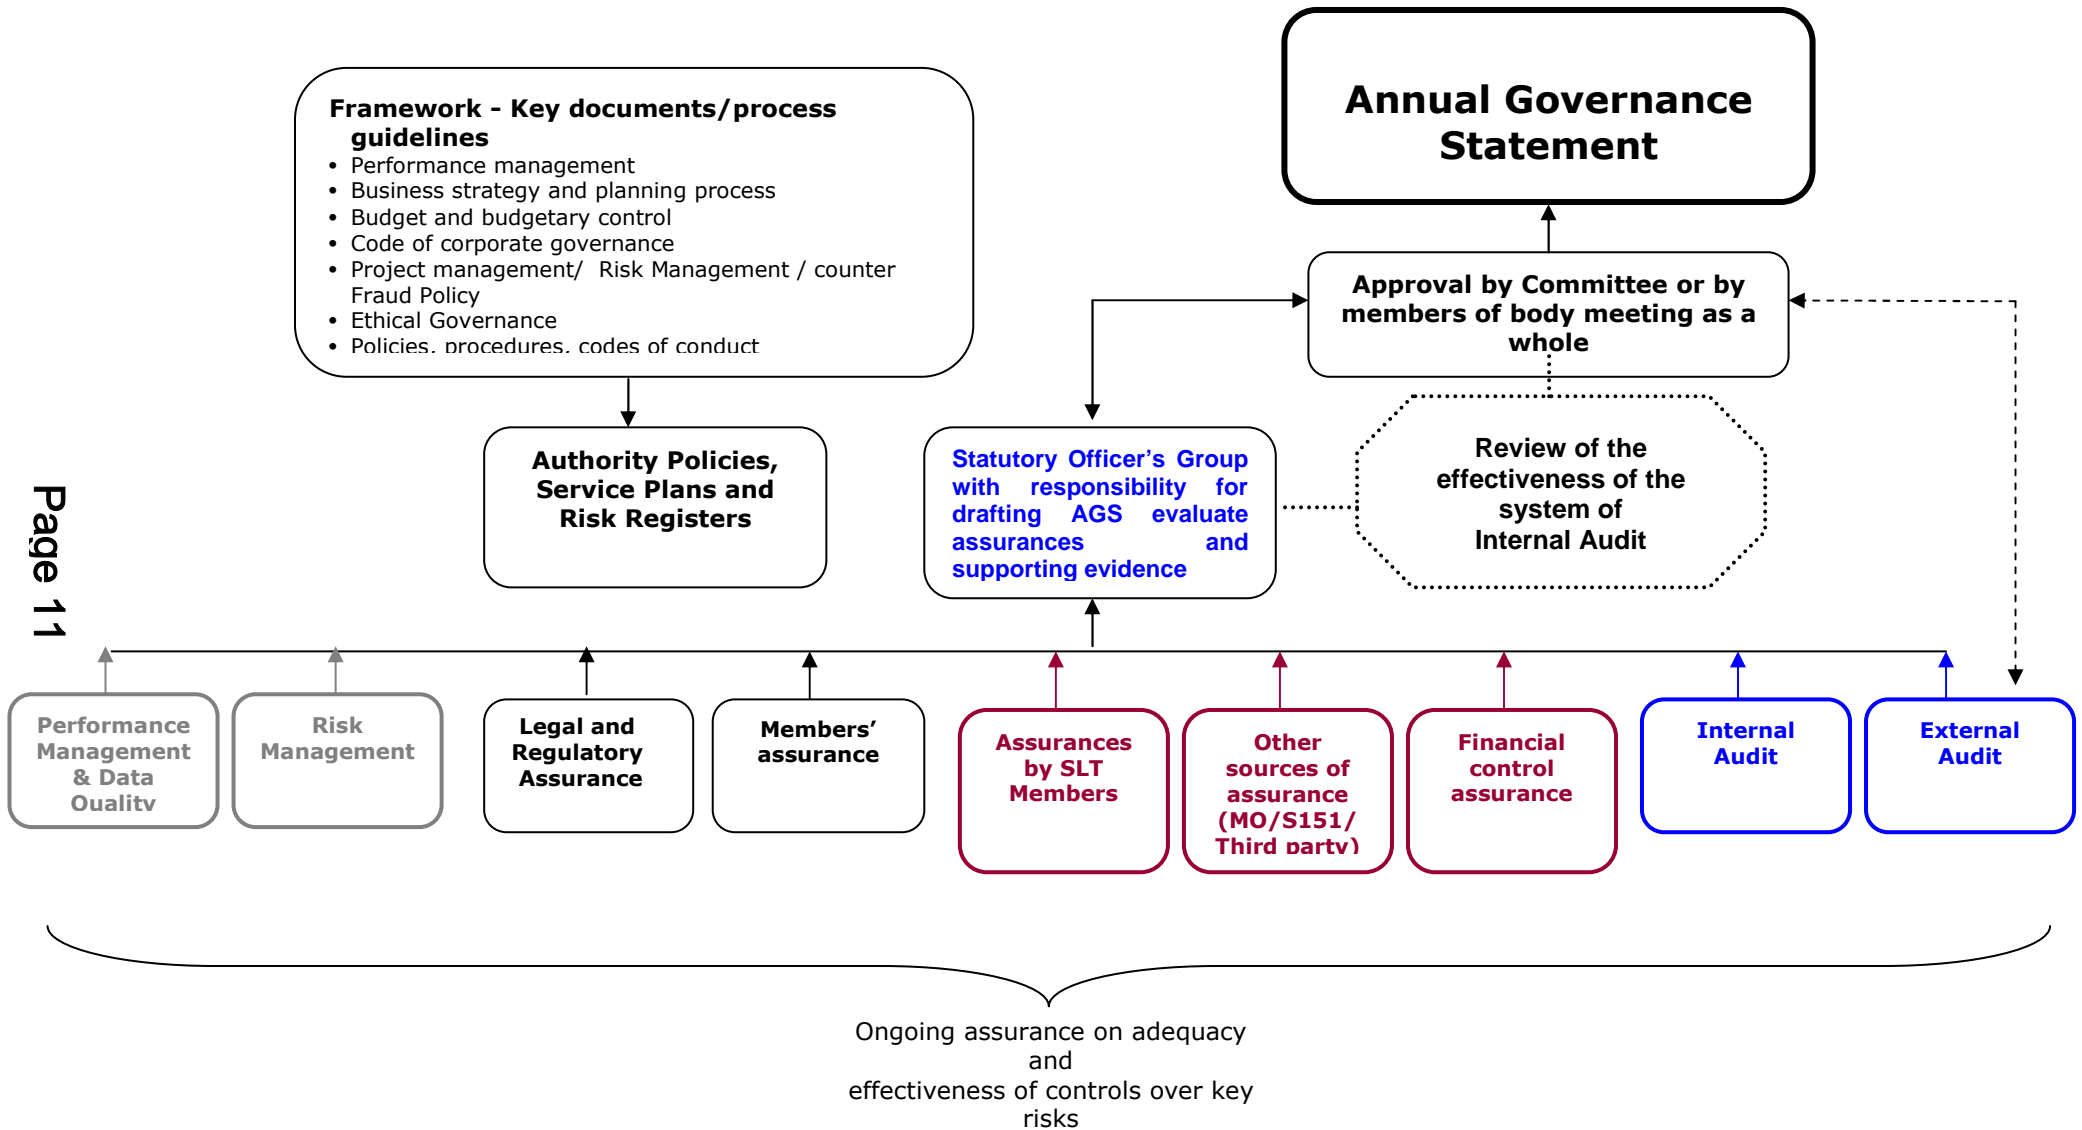 Annual Governance
Statement
Framework - Key documents/process
guidelines
• Performance management
• Business strategy and planning process
• Budget and budgetary control
• Code of corporate governance
• Project management/ Risk Management / counter
Fraud Policy
• Ethical Governance
• Policies, procedures, codes of conduct
Approval by Committee or by
members of body meeting as a
whole
Authority Policies,
Service Plans and
Risk Registers
Statutory Officer’s Group
with responsibility for
drafting AGS evaluate
assurances and
supporting evidence
Review of the
effectiveness of the
system of
Internal Audit
Page 11
Performance
Management
& Data
Quality
Risk
Management
Legal and
Regulatory
Assurance
Members’
assurance
Assurances
by SLT
Members
Other
sources of
assurance
(MO/S151/
Third party)
Financial
control
assurance
Internal
Audit
External
Audit
Ongoing assurance on adequacy
and
effectiveness of controls over key
risks